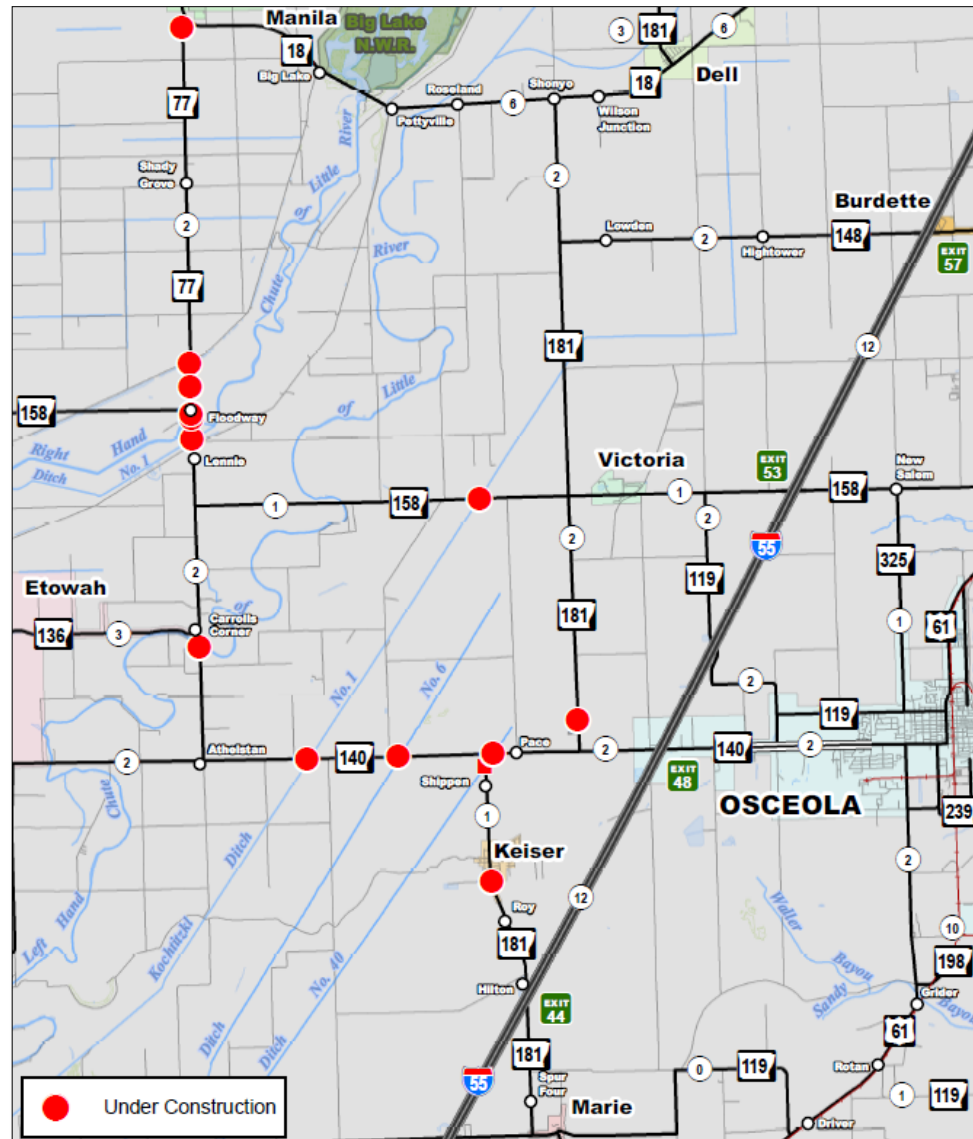 Manila
Big Lake
N.W.R.
3
181
6
18
Dell
Big Lake
Roseland
Shonyo
18
Pettyville
6
Wilson
Junction
77
River
Little
of
Chute
Shady
Grove
2
2
River
Burdette
Lowden
2
Hightower
148
EXIT
57
77
181
12
Little
of
158
Floodway
Right Hand
Ditch No. 1
Lennie
Victoria
EXIT
53
New
Salem
1
158
1
158
2
2
55
325
2
119
Etowah
of
Carrolls
Corner
136
3
181
1
61
No. 1
No. 6
2
119
Athelstan
2
140
Pace
2
140
2
EXIT
48
Shippen
OSCEOLA
239
Chute
Ditch
1
Keiser
2
Hand
12
Left
Kochtitzki
Roy
Waller
Bayou
10
No. 40
181
198
Hilton
Sandy
Bayou
Grider
EXIT
44
Ditch
Ditch
61
181
0
119
Rotan
55
Spur
Four
1
119
Marie
Driver
Under Construction